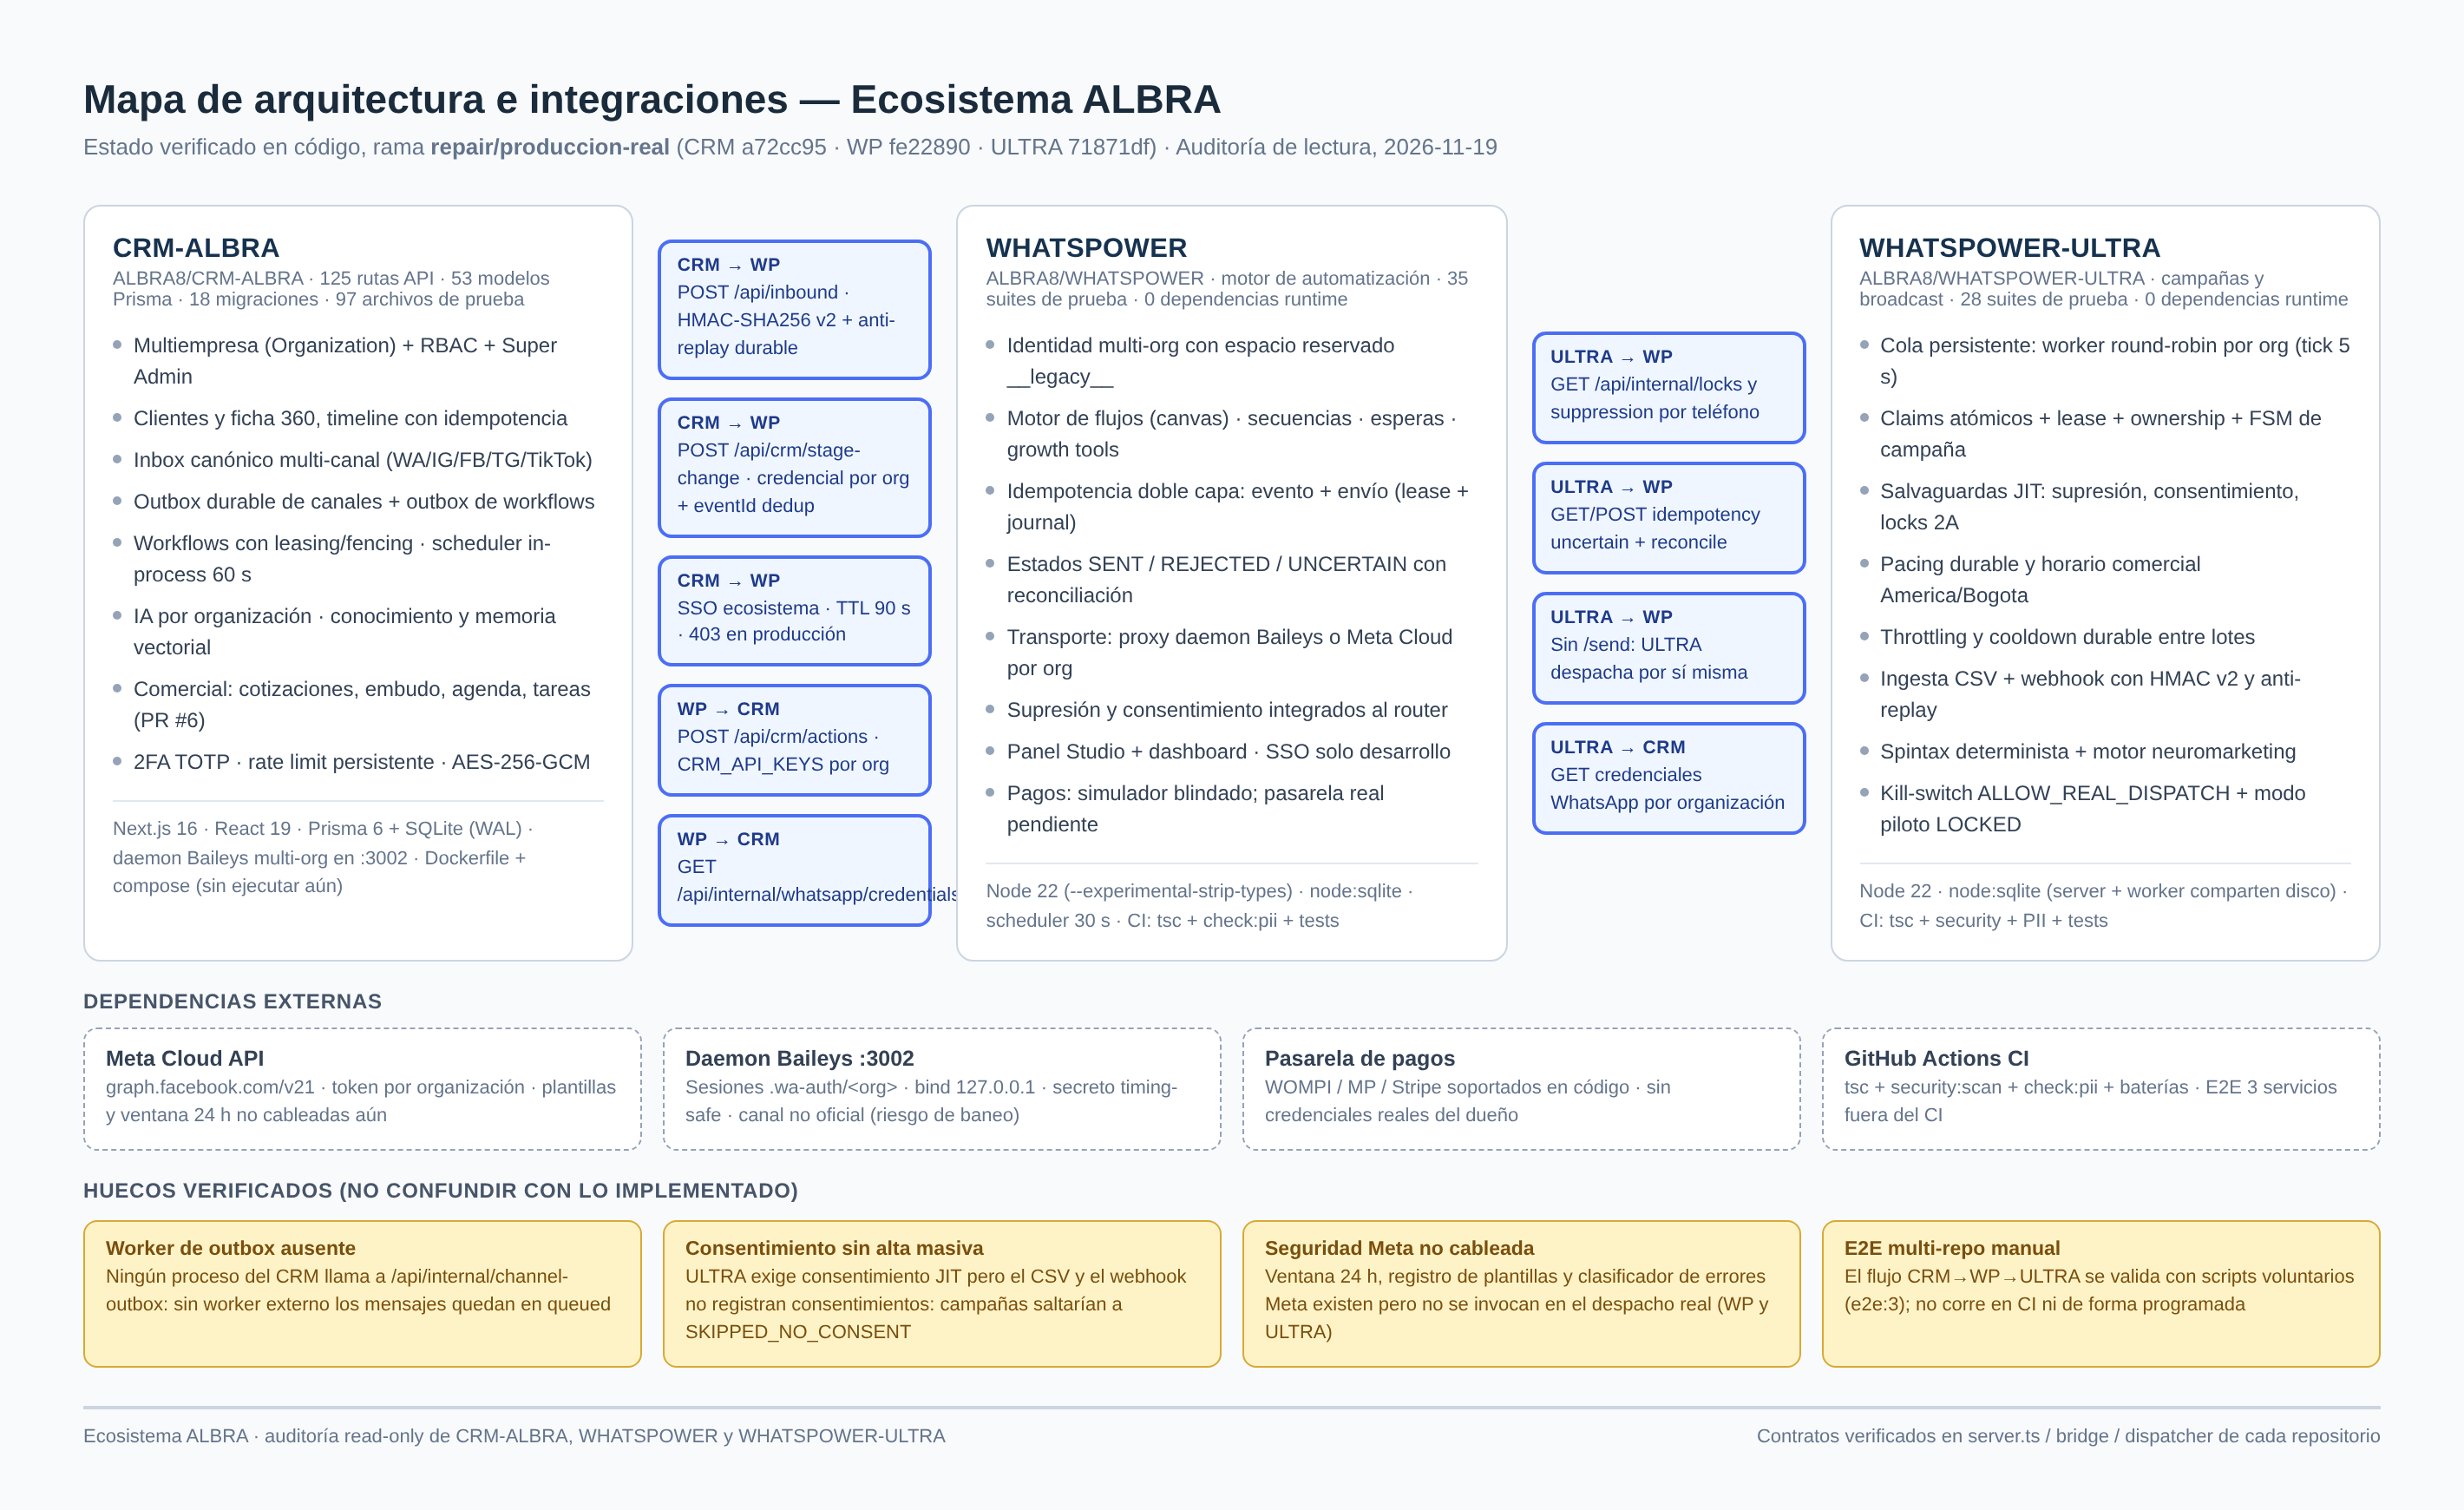 Mapa de arquitectura e integraciones — Ecosistema ALBRA
Estado verificado en código, rama repair/produccion-real (CRM a72cc95 · WP fe22890 · ULTRA 71871df) · Auditoría de lectura, 2026-11-19
CRM-ALBRA
ALBRA8/CRM-ALBRA · 125 rutas API · 53 modelos
Prisma · 18 migraciones · 97 archivos de prueba
Multiempresa (Organization) + RBAC + Super
Admin
Clientes y ficha 360, timeline con idempotencia
Inbox canónico multi-canal (WA/IG/FB/TG/TikTok)
Outbox durable de canales + outbox de workflows
Workflows con leasing/fencing · scheduler in-
process 60 s
IA por organización · conocimiento y memoria
vectorial
Comercial: cotizaciones, embudo, agenda, tareas
(PR #6)
2FA TOTP · rate limit persistente · AES-256-GCM
Next.js 16 · React 19 · Prisma 6 + SQLite (WAL) ·
daemon Baileys multi-org en :3002 · Dockerfile +
compose (sin ejecutar aún)
CRM → WP
POST /api/inbound ·
HMAC-SHA256 v2 + anti-
replay durable
CRM → WP
POST /api/crm/stage-
change · credencial por org
+ eventId dedup
CRM → WP
SSO ecosistema · TTL 90 s
· 403 en producción
WP → CRM
POST /api/crm/actions ·
CRM_API_KEYS por org
WP → CRM
GET
/api/internal/whatsapp/credentials
WHATSPOWER
ALBRA8/WHATSPOWER · motor de automatización · 35
suites de prueba · 0 dependencias runtime
Identidad multi-org con espacio reservado
__legacy__
Motor de flujos (canvas) · secuencias · esperas ·
growth tools
Idempotencia doble capa: evento + envío (lease +
journal)
Estados SENT / REJECTED / UNCERTAIN con
reconciliación
Transporte: proxy daemon Baileys o Meta Cloud
por org
Supresión y consentimiento integrados al router
Panel Studio + dashboard · SSO solo desarrollo
Pagos: simulador blindado; pasarela real
pendiente
Node 22 (--experimental-strip-types) · node:sqlite ·
scheduler 30 s · CI: tsc + check:pii + tests
ULTRA → WP
GET /api/internal/locks y
suppression por teléfono
ULTRA → WP
GET/POST idempotency
uncertain + reconcile
ULTRA → WP
Sin /send: ULTRA
despacha por sí misma
ULTRA → CRM
GET credenciales
WhatsApp por organización
WHATSPOWER-ULTRA
ALBRA8/WHATSPOWER-ULTRA · campañas y
broadcast · 28 suites de prueba · 0 dependencias runtime
Cola persistente: worker round-robin por org (tick 5
s)
Claims atómicos + lease + ownership + FSM de
campaña
Salvaguardas JIT: supresión, consentimiento,
locks 2A
Pacing durable y horario comercial
America/Bogota
Throttling y cooldown durable entre lotes
Ingesta CSV + webhook con HMAC v2 y anti-
replay
Spintax determinista + motor neuromarketing
Kill-switch ALLOW_REAL_DISPATCH + modo
piloto LOCKED
Node 22 · node:sqlite (server + worker comparten disco) ·
CI: tsc + security + PII + tests
DEPENDENCIAS EXTERNAS
Meta Cloud API
graph.facebook.com/v21 · token por organización · plantillas
y ventana 24 h no cableadas aún
Daemon Baileys :3002
Sesiones .wa-auth/<org> · bind 127.0.0.1 · secreto timing-
safe · canal no oficial (riesgo de baneo)
Pasarela de pagos
WOMPI / MP / Stripe soportados en código · sin
credenciales reales del dueño
GitHub Actions CI
tsc + security:scan + check:pii + baterías · E2E 3 servicios
fuera del CI
HUECOS VERIFICADOS (NO CONFUNDIR CON LO IMPLEMENTADO)
Worker de outbox ausente
Ningún proceso del CRM llama a /api/internal/channel-
outbox: sin worker externo los mensajes quedan en queued
Consentimiento sin alta masiva
ULTRA exige consentimiento JIT pero el CSV y el webhook
no registran consentimientos: campañas saltarían a
SKIPPED_NO_CONSENT
Seguridad Meta no cableada
Ventana 24 h, registro de plantillas y clasificador de errores
Meta existen pero no se invocan en el despacho real (WP y
ULTRA)
E2E multi-repo manual
El flujo CRM→WP→ULTRA se valida con scripts voluntarios
(e2e:3); no corre en CI ni de forma programada
Ecosistema ALBRA · auditoría read-only de CRM-ALBRA, WHATSPOWER y WHATSPOWER-ULTRA
Contratos verificados en server.ts / bridge / dispatcher de cada repositorio